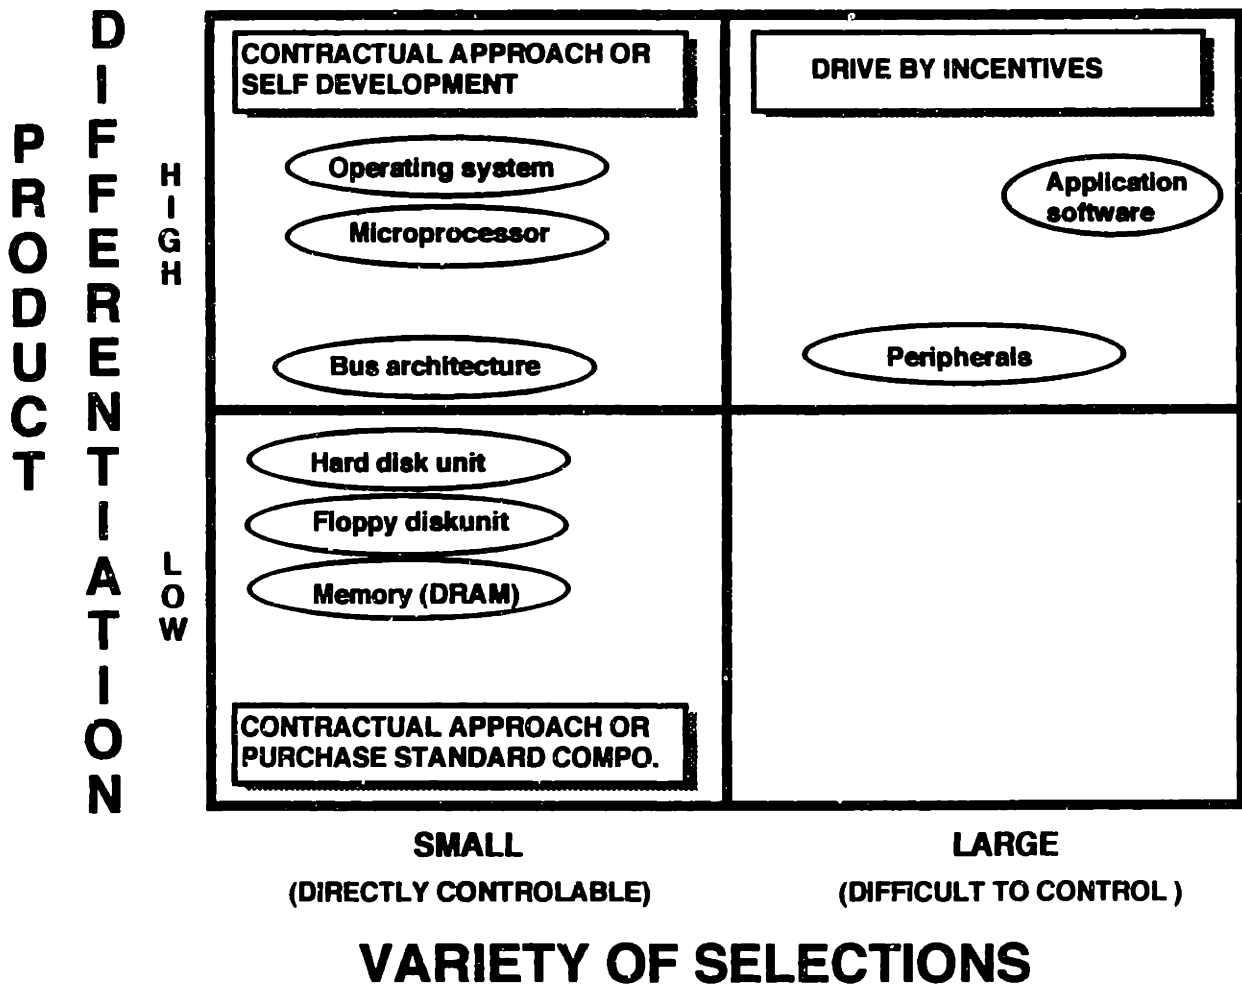 PRODUCT
DIFFERENTIATION
HIGH
LOW
CONTRACTUAL APPROACH OR
SELF DEVELOPMENT
Operating system
Microprocessor
Bus architecture
DRIVE BY INCENTIVES
Application
software
Peripherals
Hard disk unit
Floppy diskunit
Memory (DRAM)
CONTRACTUAL APPROACH OR
PURCHASE STANDARD COMPO.
SMALL
(DIRECTLY CONTROLABLE)
LARGE
(DIFFICULT TO CONTROL )
VARIETY OF SELECTIONS